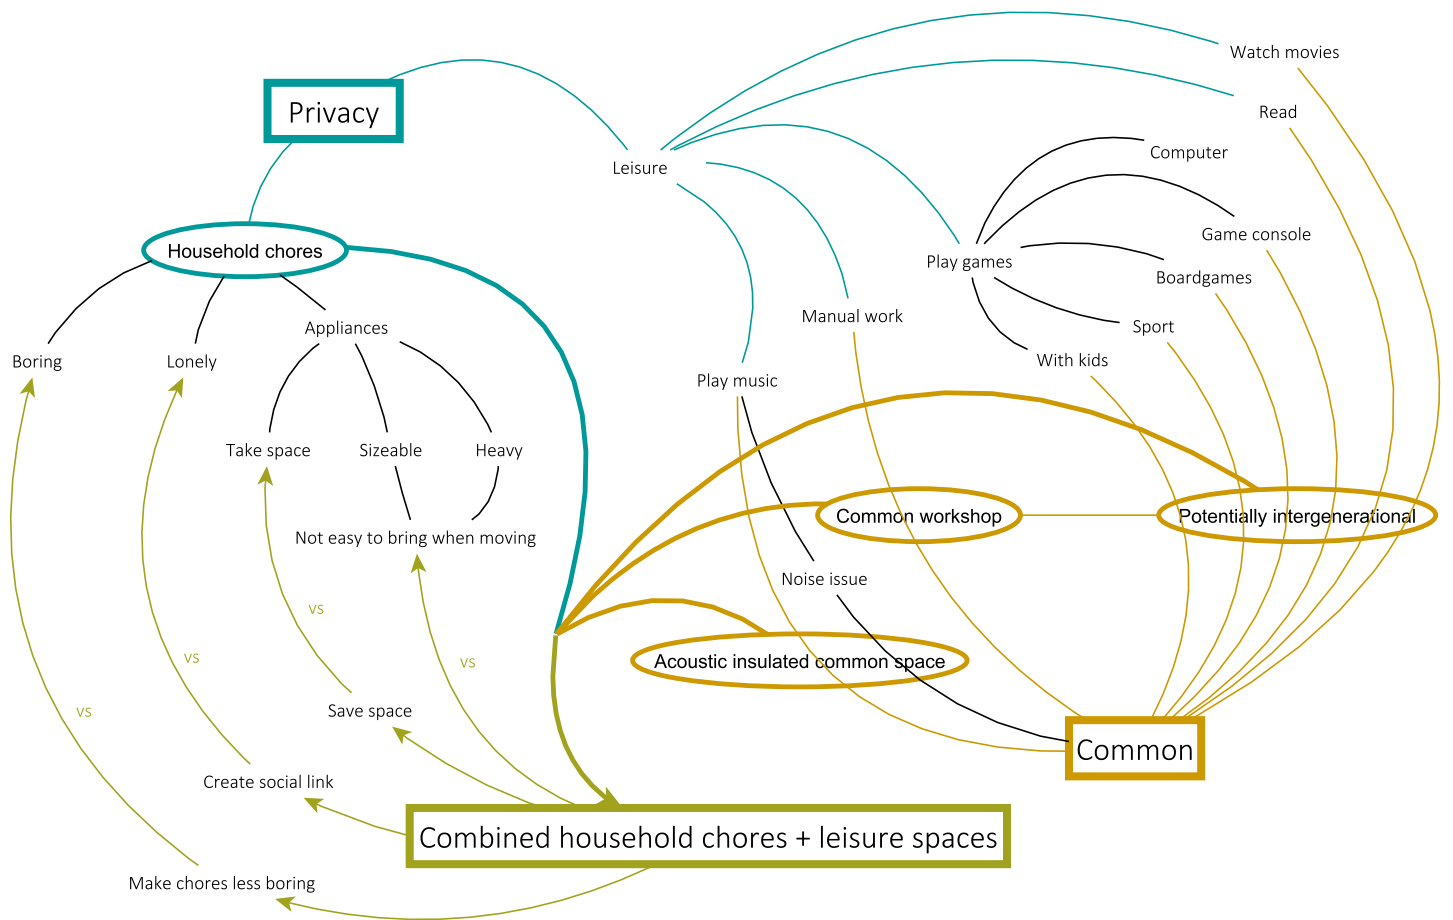 Watch movies
Privacy
Read
Computer
Leisure
Game console
Household chores
Play games
Boardgames
Manual work
Appliances
Sport
Boring
Lonely
With kids
Play music
Take space
Sizeable
Heavy
Common workshop
Potentially intergenerational
Not easy to bring when moving
Noise issue
vs
vs
vs
Acoustic insulated common space
vs
Save space
Common
Create social link
Combined household chores + leisure spaces
Make chores less boring